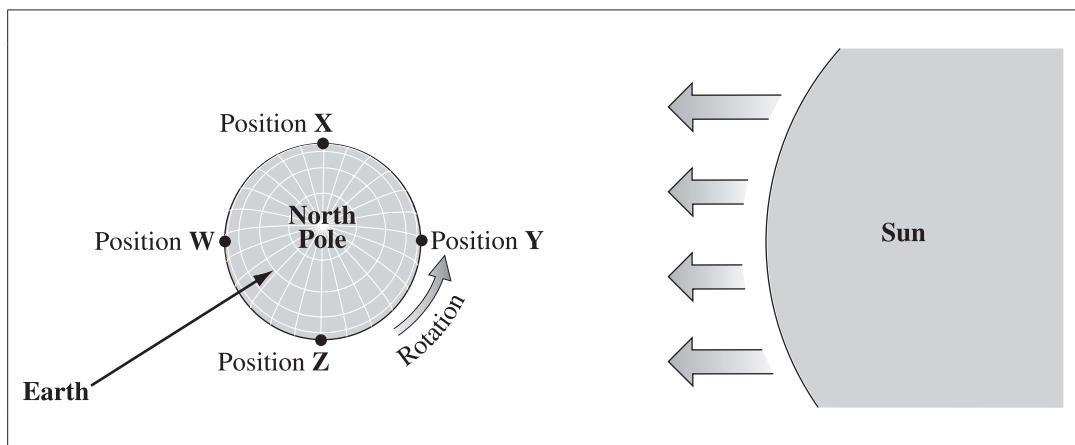 Position X
North
Pole
Position W
Position Y
Sun
Rotation
Position Z
Earth